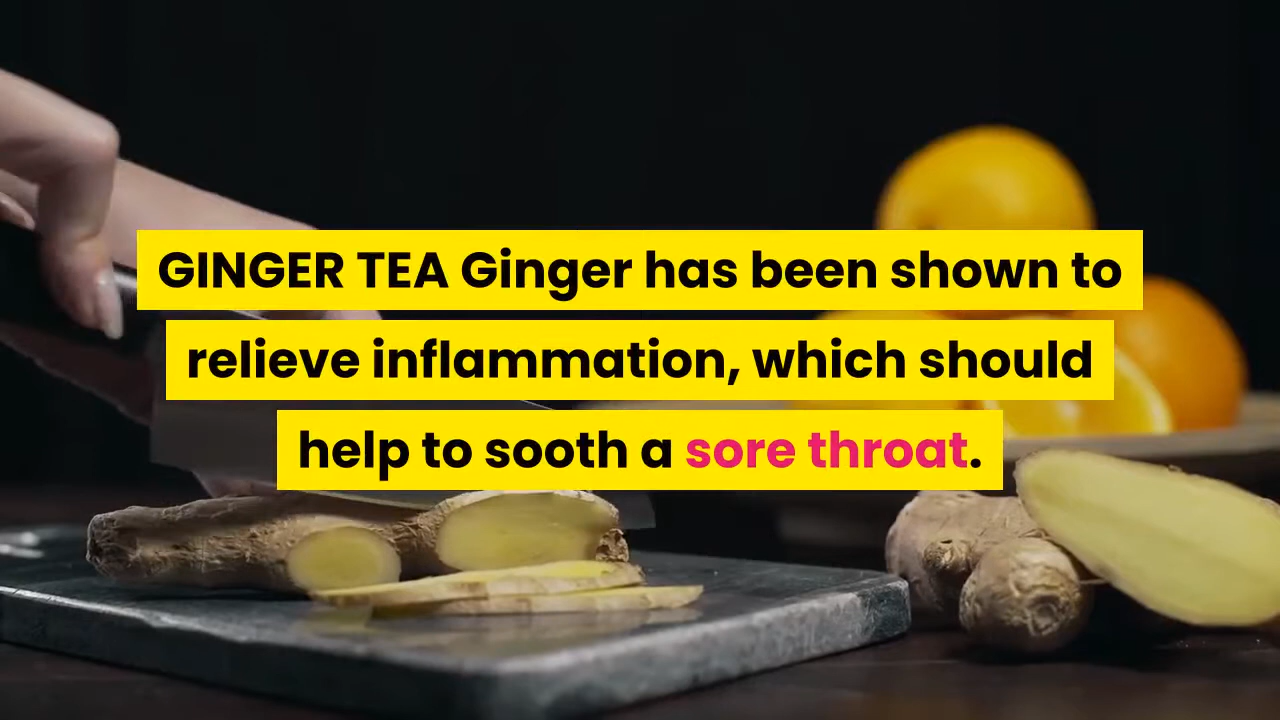 GINGER TEA Ginger has been shown to
relieve inflammation, which should
help to sooth a sore throat.